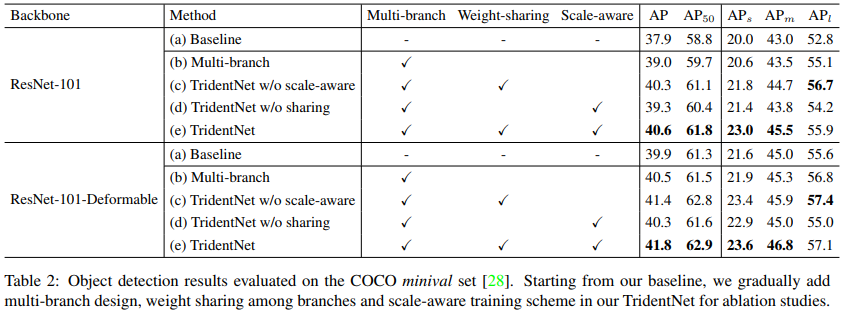 Backbone Method Multi-branch Weight-sharing Scale-aware AP AP50 APs APm APl
ResNet-101
(a) Baseline - - - 37.9 58.8 20.0 43.0 52.8
(b) Multi-branch ✓ 39.0 59.7 20.6 43.5 55.1
(c) TridentNet w/o scale-aware ✓ ✓ 40.3 61.1 21.8 44.7 56.7
(d) TridentNet w/o sharing ✓ ✓ 39.3 60.4 21.4 43.8 54.2
(e) TridentNet ✓ ✓ ✓ 40.6 61.8 23.0 45.5 55.9
ResNet-101-Deformable
(a) Baseline - - - 39.9 61.3 21.6 45.0 55.6
(b) Multi-branch ✓ 40.5 61.5 21.9 45.3 56.8
(c) TridentNet w/o scale-aware ✓ ✓ 41.4 62.8 23.4 45.9 57.4
(d) TridentNet w/o sharing ✓ ✓ 40.3 61.6 22.9 45.0 55.0
(e) TridentNet ✓ ✓ ✓ 41.8 62.9 23.6 46.8 57.1
Table 2: Object detection results evaluated on the COCO minival set [28]. Starting from our baseline, we gradually add
multi-branch design, weight sharing among branches and scale-aware training scheme in our TridentNet for ablation studies.